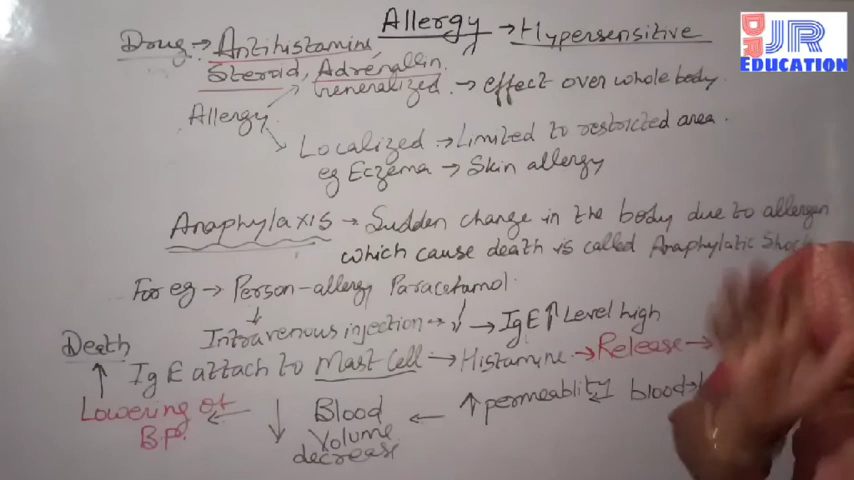 Allergy → Hypersensitive
Drug → Antihistamine,
Steroid, Adrenallin.
Allergy
Generalized → effect over whole body
Localized → Limited to restricted area.
eg Eczema → Skin allergy
Anaphylaxis → Sudden change in the body due to allergen
which cause death is called Anaphylatic Shock
For eg → Person - allergy Paracetamol
↓
Intravenous injection → ↓ → IgE ↑ Level high
IgE attach to Mast Cell → Histamine → Release →
↑ permeability blood
← Blood
Volume
decrease
↓
← Lowering of
B.P.
↑
Death
DR JR
EDUCATION